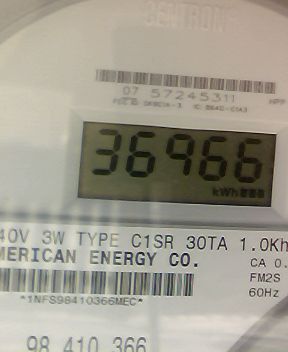 CENTRON
07 57245311
36966
kWh
40V 3W TYPE C1SR 30TA 1.0Kh
MERICAN ENERGY CO.
CA 0.
FM2S
60Hz
*1NFS98410366MEC*
98 410 366